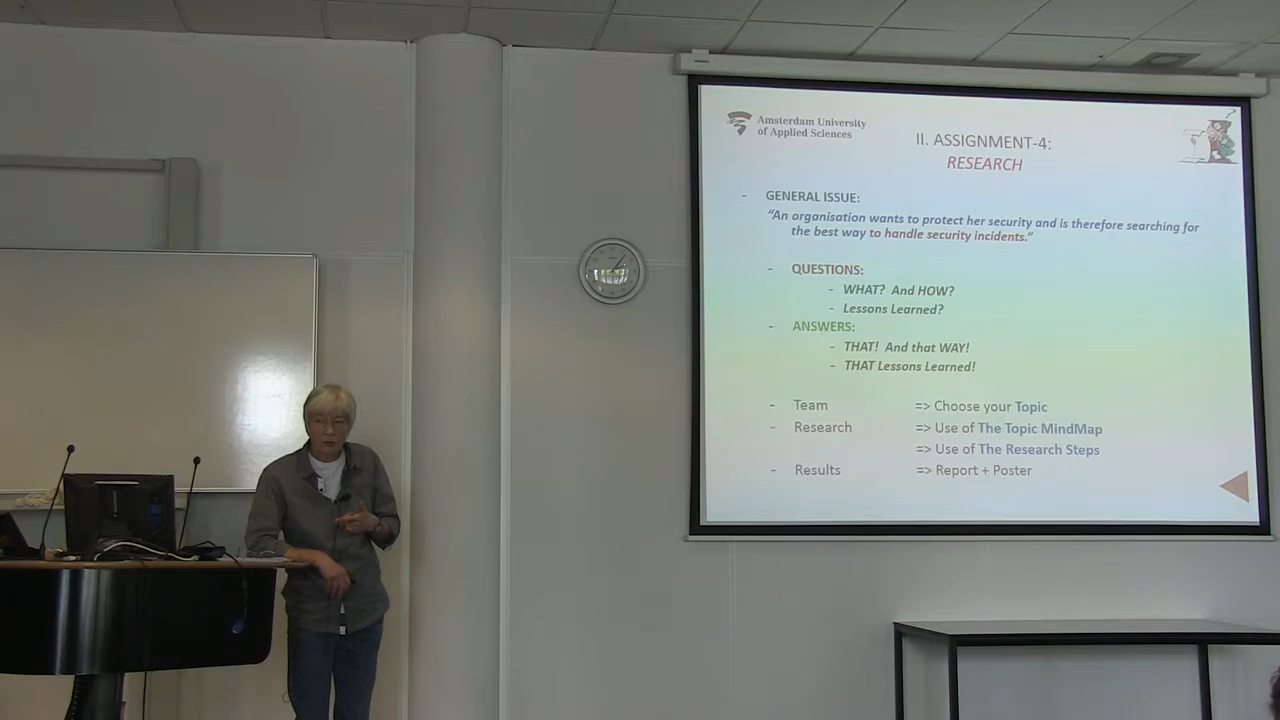 Amsterdam University
of Applied Sciences
II. ASSIGNMENT-4:
RESEARCH
- GENERAL ISSUE:
"An organisation wants to protect her security and is therefore searching for
the best way to handle security incidents."
- QUESTIONS:
- WHAT? And HOW?
- Lessons Learned?
- ANSWERS:
- THAT! And that WAY!
- THAT Lessons Learned!
- Team => Choose your Topic
- Research => Use of The Topic MindMap
=> Use of The Research Steps
- Results => Report + Poster